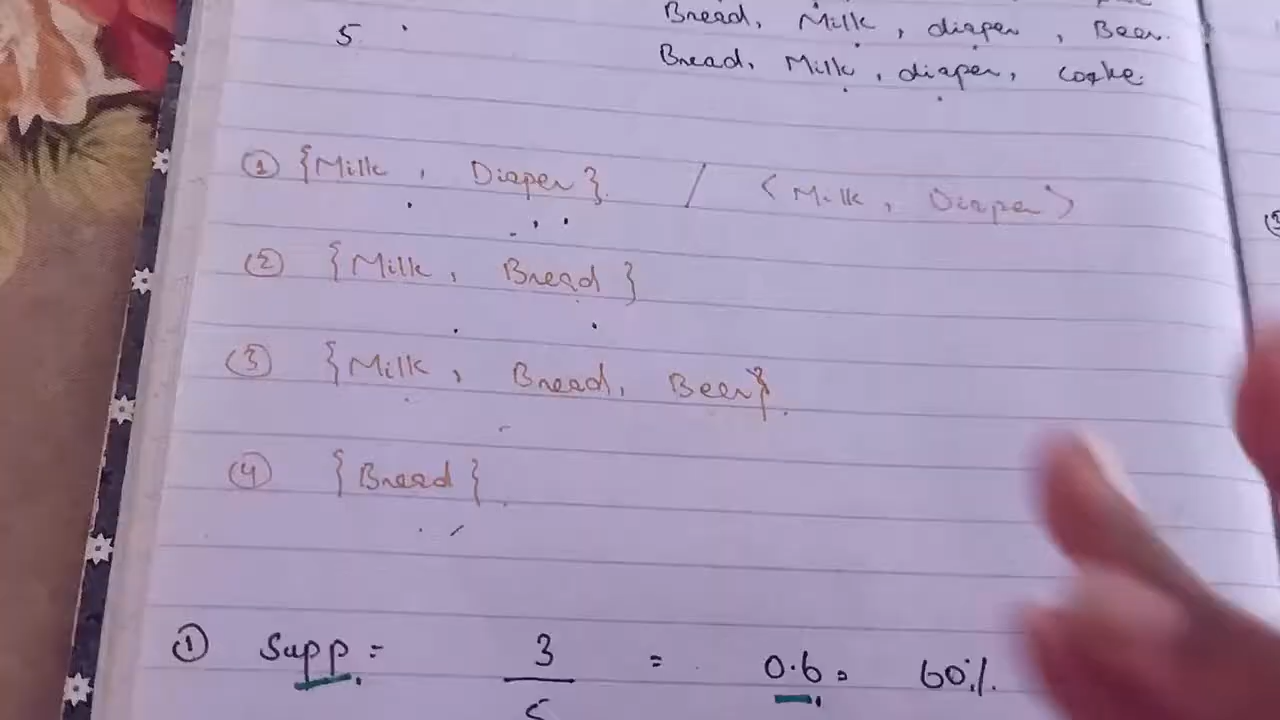 Bread, Milk, diaper, Beer.
5. Bread, Milk, diaper, coke.
① {Milk, Diaper}. / <Milk, Diaper>
② {Milk, Bread}
③ {Milk, Bread, Beer}.
④ {Bread}.
① Supp = 3/5 = 0.6 = 60%.